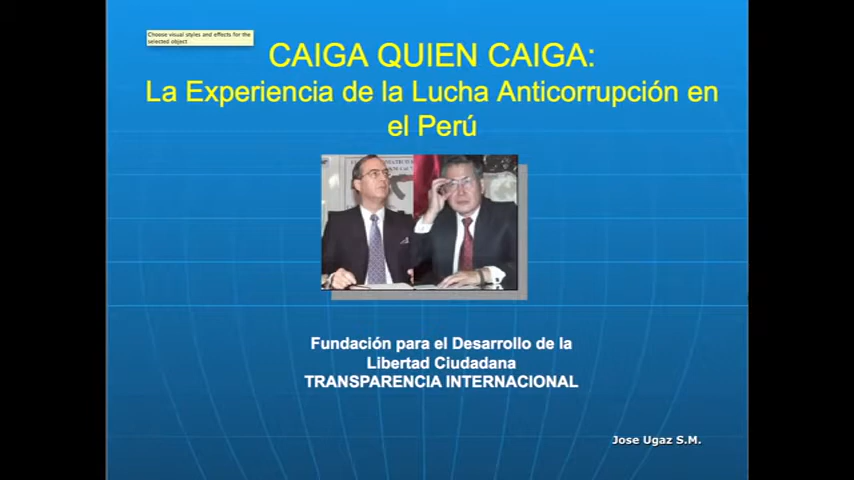 Choose visual styles and effects for the
selected object
CAIGA QUIEN CAIGA:
La Experiencia de la Lucha Anticorrupción en
el Perú
Fundación para el Desarrollo de la
Libertad Ciudadana
TRANSPARENCIA INTERNACIONAL
Jose Ugaz S.M.